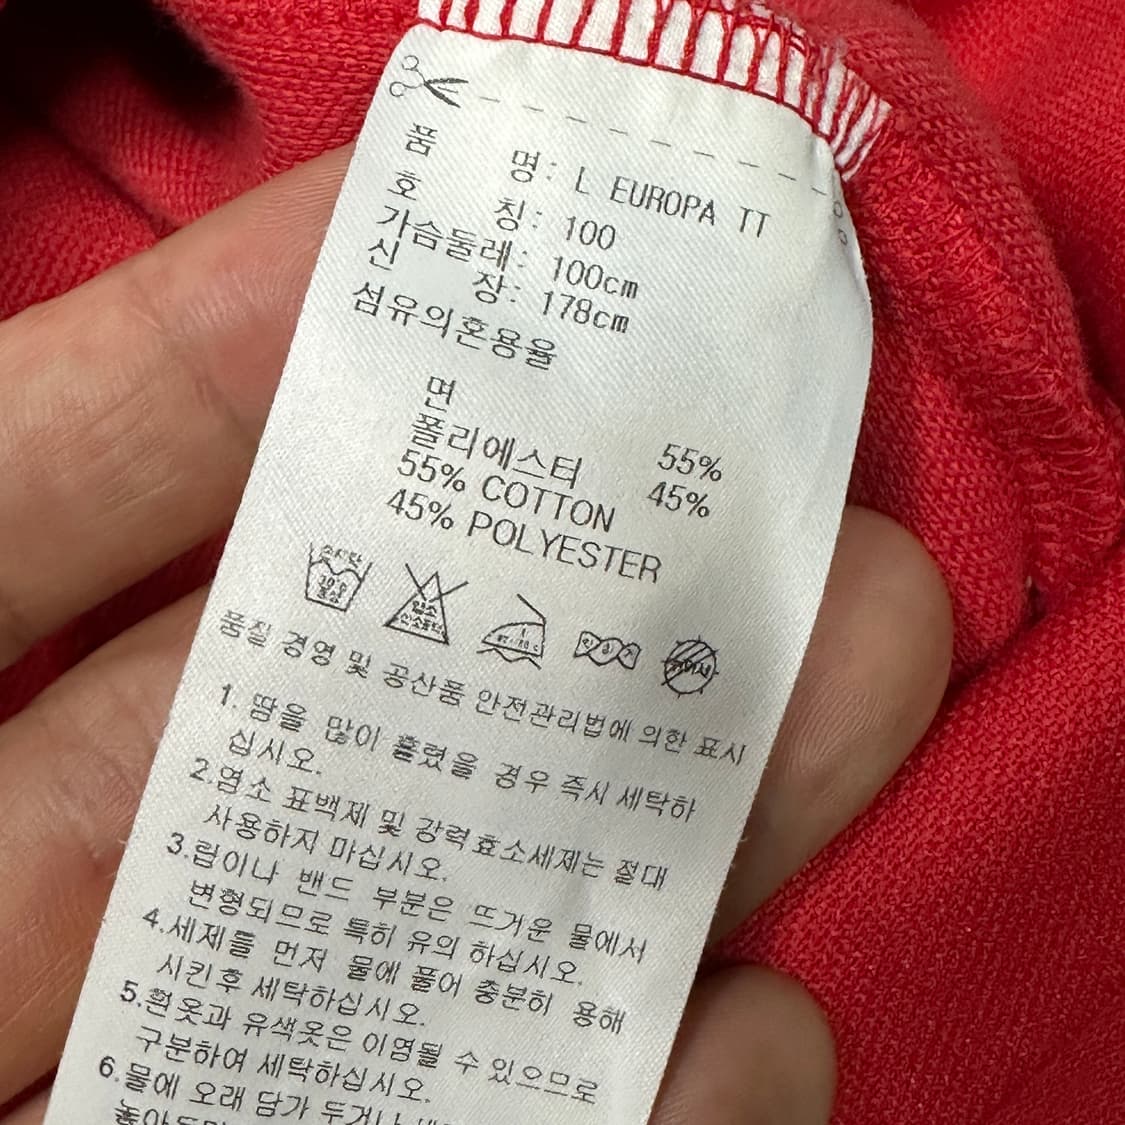 품 명: L EUROPA TT
호 칭: 100
가슴둘레: 100cm
신 장: 178cm
섬유의혼용율
면 55%
폴리에스터 45%
55% COTTON
45% POLYESTER
품질 경영 및 공산품 안전관리법에 의한 표시
1. 땀을 많이 흘렸을 경우 즉시 세탁하
십시오.
2.염소 표백제 및 강력효소세제는 절대
사용하지 마십시오.
3.림이나 밴드 부분은 뜨거운 물에서
변형되므로 특히 유의 하십시오.
4.세제를 먼저 물에 풀어 충분히 용해
시킨후 세탁하십시오.
5.흰옷과 유색옷은 이염될 수 있으므로
구분하여 세탁하십시오.
6.물에 오래 담가 두거나